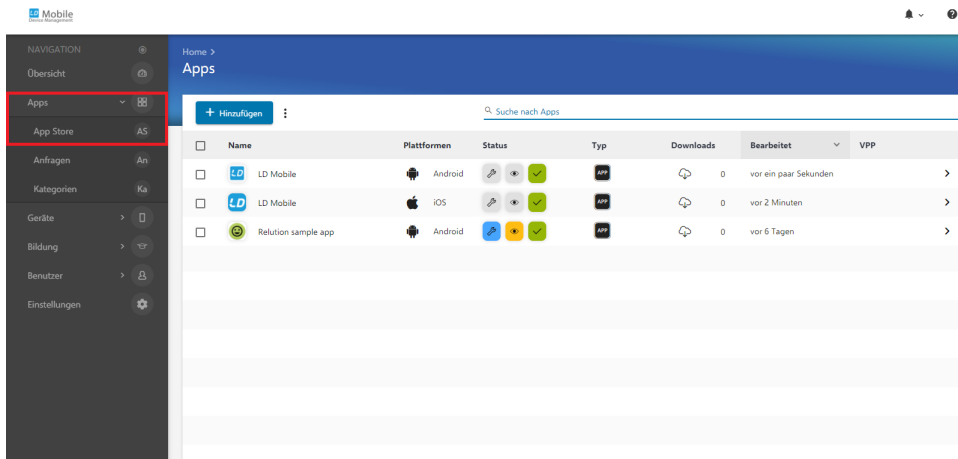 LD Mobile
Device Management
NAVIGATION
Übersicht
Apps
App Store AS
Anfragen An
Kategorien Ka
Geräte
Bildung
Benutzer
Einstellungen
Home >
Apps
+ Hinzufügen
Suche nach Apps
Name Plattformen Status Typ Downloads Bearbeitet VPP
LD LD Mobile Android APP 0 vor ein paar Sekunden
LD LD Mobile iOS APP 0 vor 2 Minuten
Relution sample app Android APP 0 vor 6 Tagen